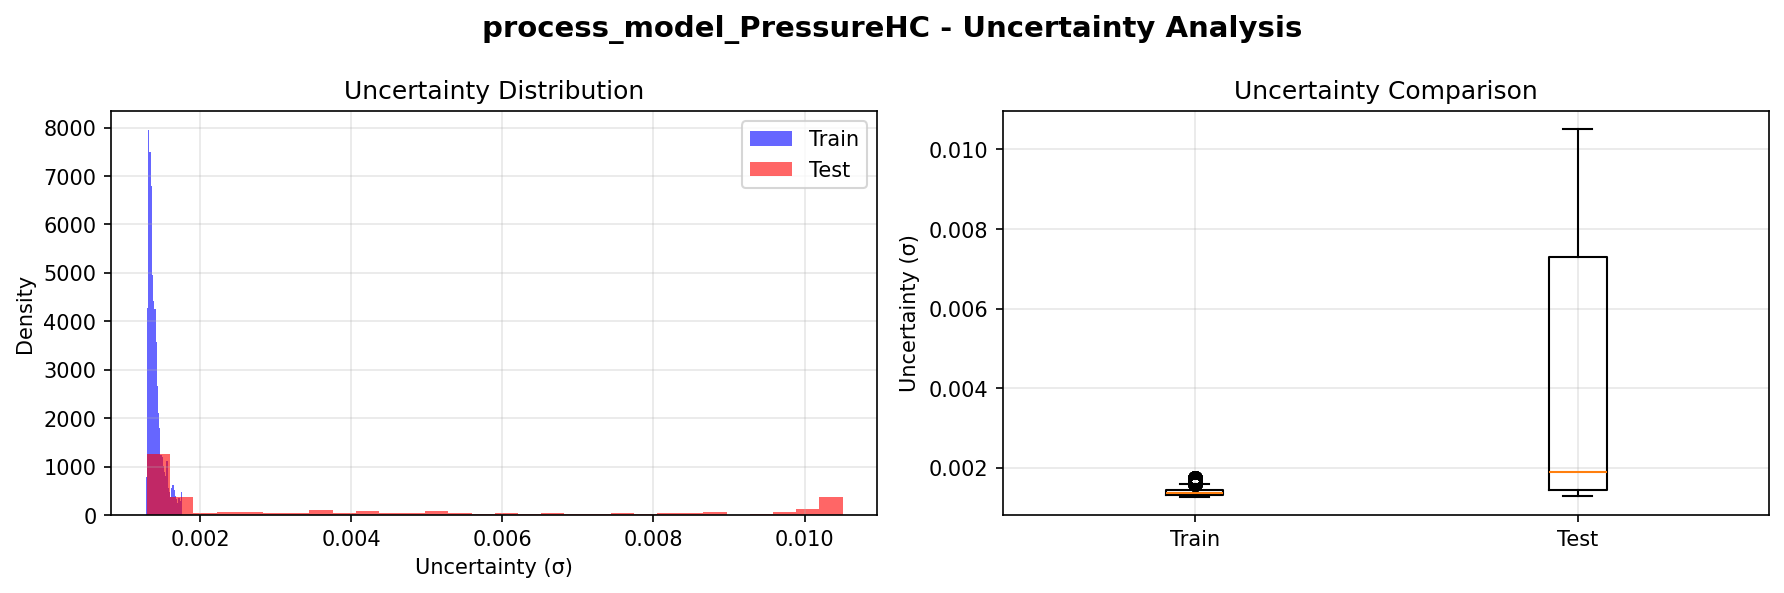 process_model_PressureHC - Uncertainty Analysis
Uncertainty Distribution
8000
7000
6000
5000
4000
3000
2000
1000
0
Density
0.002
0.004
0.006
0.008
0.010
Uncertainty (σ)
Train
Test
Uncertainty Comparison
0.010
0.008
0.006
0.004
0.002
Uncertainty (σ)
Train
Test